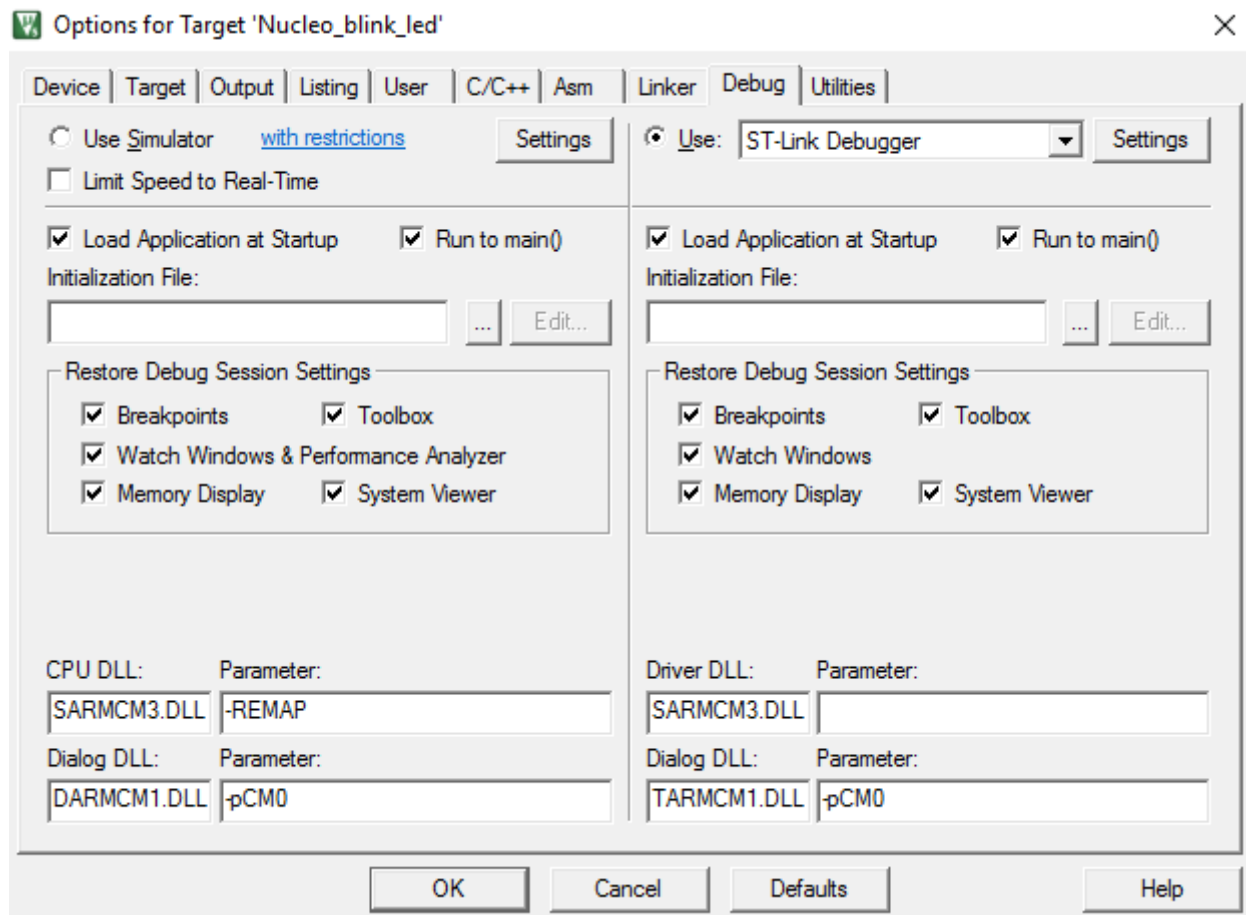 Options for Target 'Nucleo_blink_led'
Device Target Output Listing User C/C++ Asm Linker Debug Utilities
Use Simulator with restrictions Settings Use: ST-Link Debugger Settings
Limit Speed to Real-Time
Load Application at Startup Run to main() Load Application at Startup Run to main()
Initialization File: Initialization File:
... Edit... ... Edit...
Restore Debug Session Settings Restore Debug Session Settings
Breakpoints Toolbox Breakpoints Toolbox
Watch Windows & Performance Analyzer Watch Windows
Memory Display System Viewer Memory Display System Viewer
CPU DLL: Parameter: Driver DLL: Parameter:
SARMCM3.DLL -REMAP SARMCM3.DLL
Dialog DLL: Parameter: Dialog DLL: Parameter:
DARMCM1.DLL -pCM0 TARMCM1.DLL -pCM0
OK Cancel Defaults Help